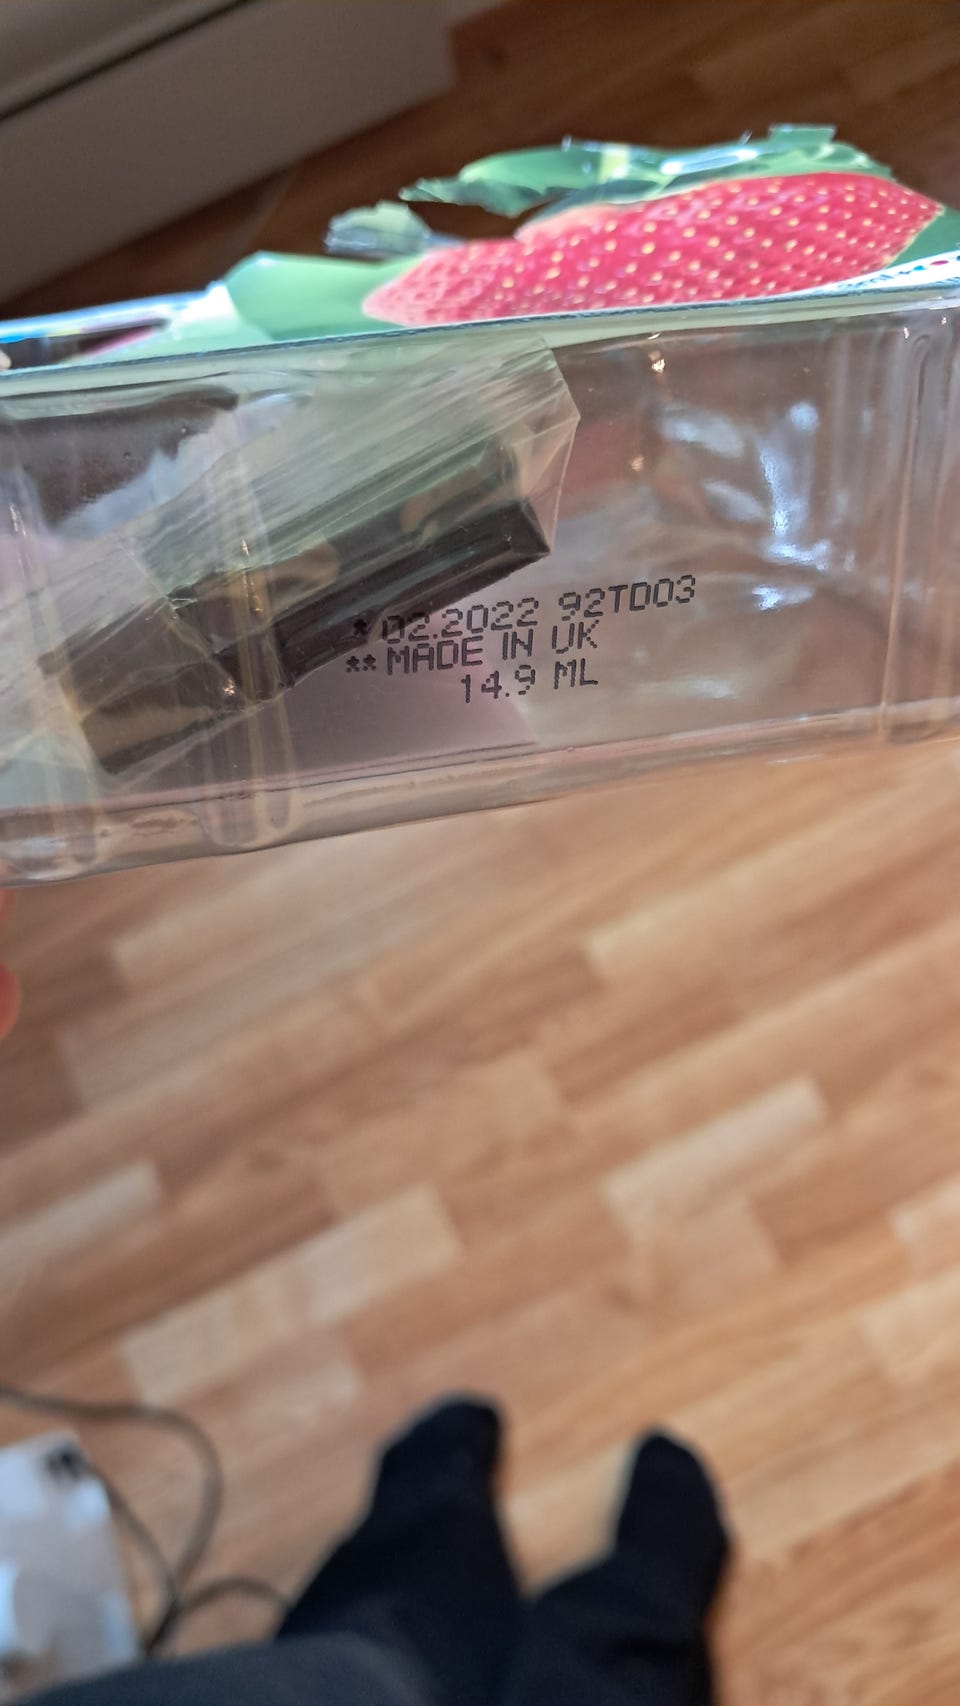 * 02.2022 92TD03
** MADE IN UK
14.9 ML